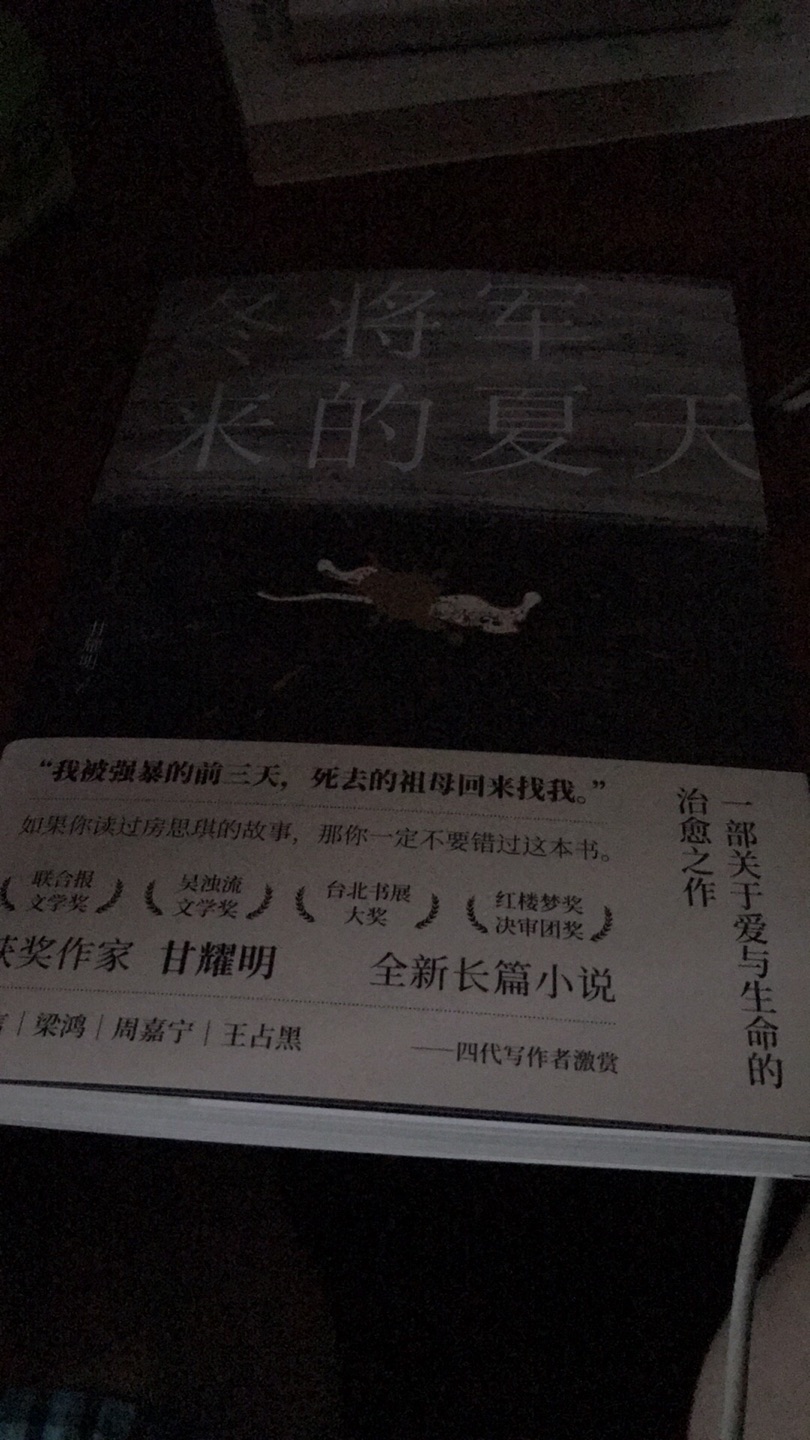 冬将军
来的夏天
甘耀明
“我被强暴的前三天，死去的祖母回来找我。”
如果你读过房思琪的故事，那你一定不要错过这本书。
联合报
文学奖
吴浊流
文学奖
台北书展
大奖
红楼梦奖
决审团奖
获奖作家 甘耀明 全新长篇小说
｜梁鸿｜周嘉宁｜王占黑
——四代写作者激赏
一部关于爱与生命的
治愈之作